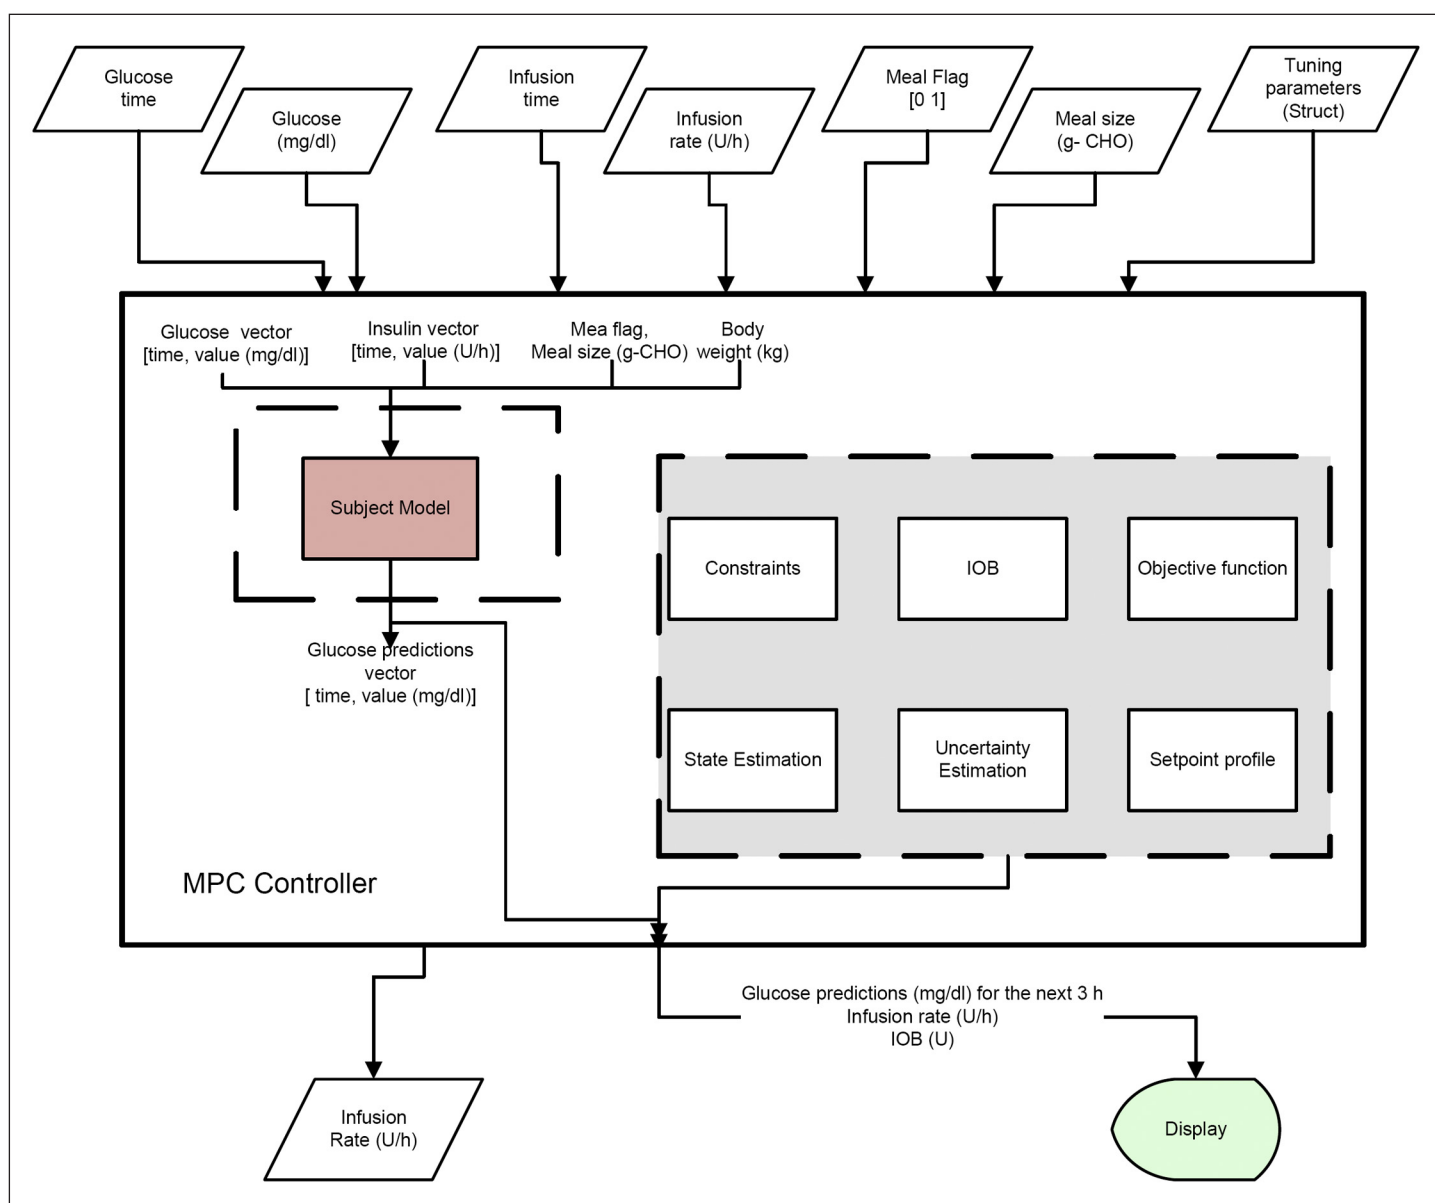 Glucose
time
Glucose
(mg/dl)
Infusion
time
Infusion
rate (U/h)
Meal Flag
[0 1]
Meal size
(g- CHO)
Tuning
parameters
(Struct)
Glucose vector
[time, value (mg/dl)]
Insulin vector
[time, value (U/h)]
Mea flag,
Meal size (g-CHO)
Body
weight (kg)
Subject Model
Glucose predictions
vector
[ time, value (mg/dl)]
Constraints
IOB
Objective function
State Estimation
Uncertainty
Estimation
Setpoint profile
MPC Controller
Glucose predictions (mg/dl) for the next 3 h
Infusion rate (U/h)
IOB (U)
Infusion
Rate (U/h)
Display